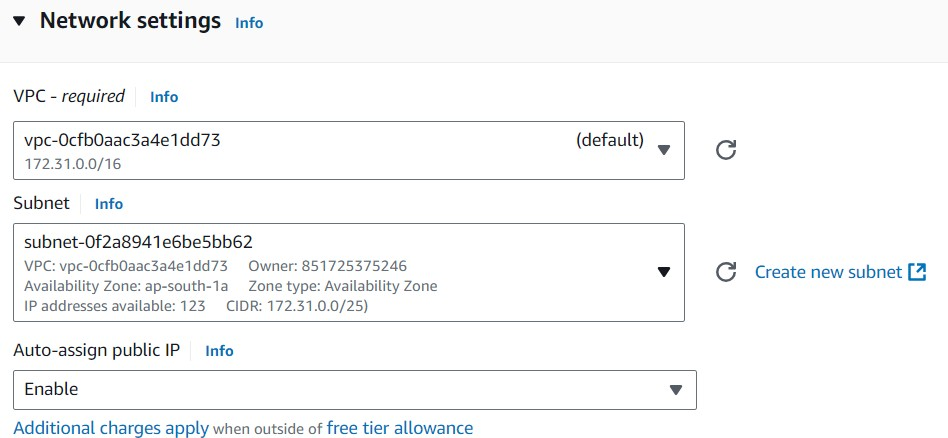 Network settings Info
VPC - required Info
vpc-0cfb0aac3a4e1dd73 (default)
172.31.0.0/16
Subnet Info
subnet-0f2a8941e6be5bb62
VPC: vpc-0cfb0aac3a4e1dd73 Owner: 851725375246
Availability Zone: ap-south-1a Zone type: Availability Zone
IP addresses available: 123 CIDR: 172.31.0.0/25)
Create new subnet
Auto-assign public IP Info
Enable
Additional charges apply when outside of free tier allowance